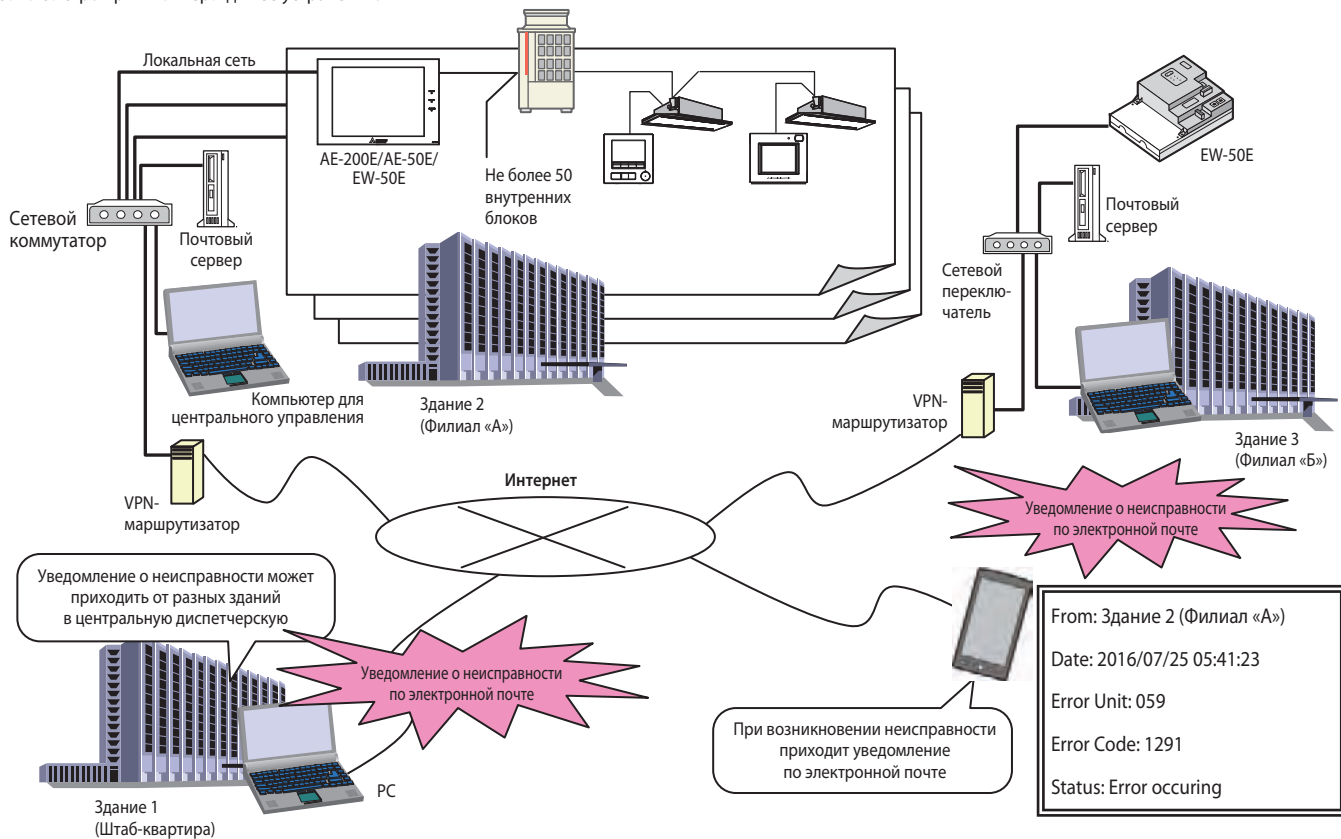 Локальная сеть
AE-200E/AE-50E/
EW-50E
Не более 50
внутренних
блоков
EW-50E
Сетевой
коммутатор
Почтовый
сервер
Почтовый
сервер
Сетевой
переклю-
чатель
Компьютер для
центрального управления
Здание 2
(Филиал «А»)
VPN-
маршрутизатор
Здание 3
(Филиал «Б»)
VPN-
маршрутизатор
Интернет
Уведомление о неисправности
по электронной почте
Уведомление о неисправности может
приходить от разных зданий
в центральную диспетчерскую
Уведомление о неисправности
по электронной почте
PC
Здание 1
(Штаб-квартира)
При возникновении неисправности
приходит уведомление
по электронной почте
From: Здание 2 (Филиал «А»)
Date: 2016/07/25 05:41:23
Error Unit: 059
Error Code: 1291
Status: Error occuring